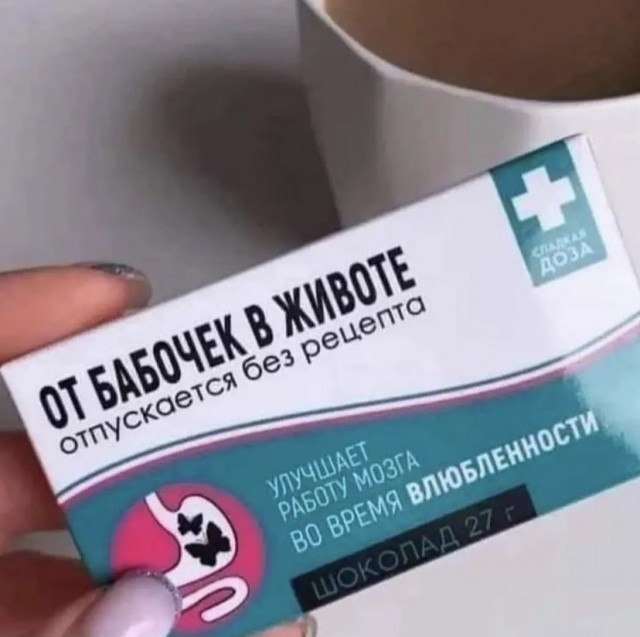 СЛАДКАЯ
ДОЗА
ОТ БАБОЧЕК В ЖИВОТЕ
отпускается без рецепта
УЛУЧШАЕТ
РАБОТУ МОЗГА
ВО ВРЕМЯ ВЛЮБЛЕННОСТИ
ШОКОЛАД 27 г